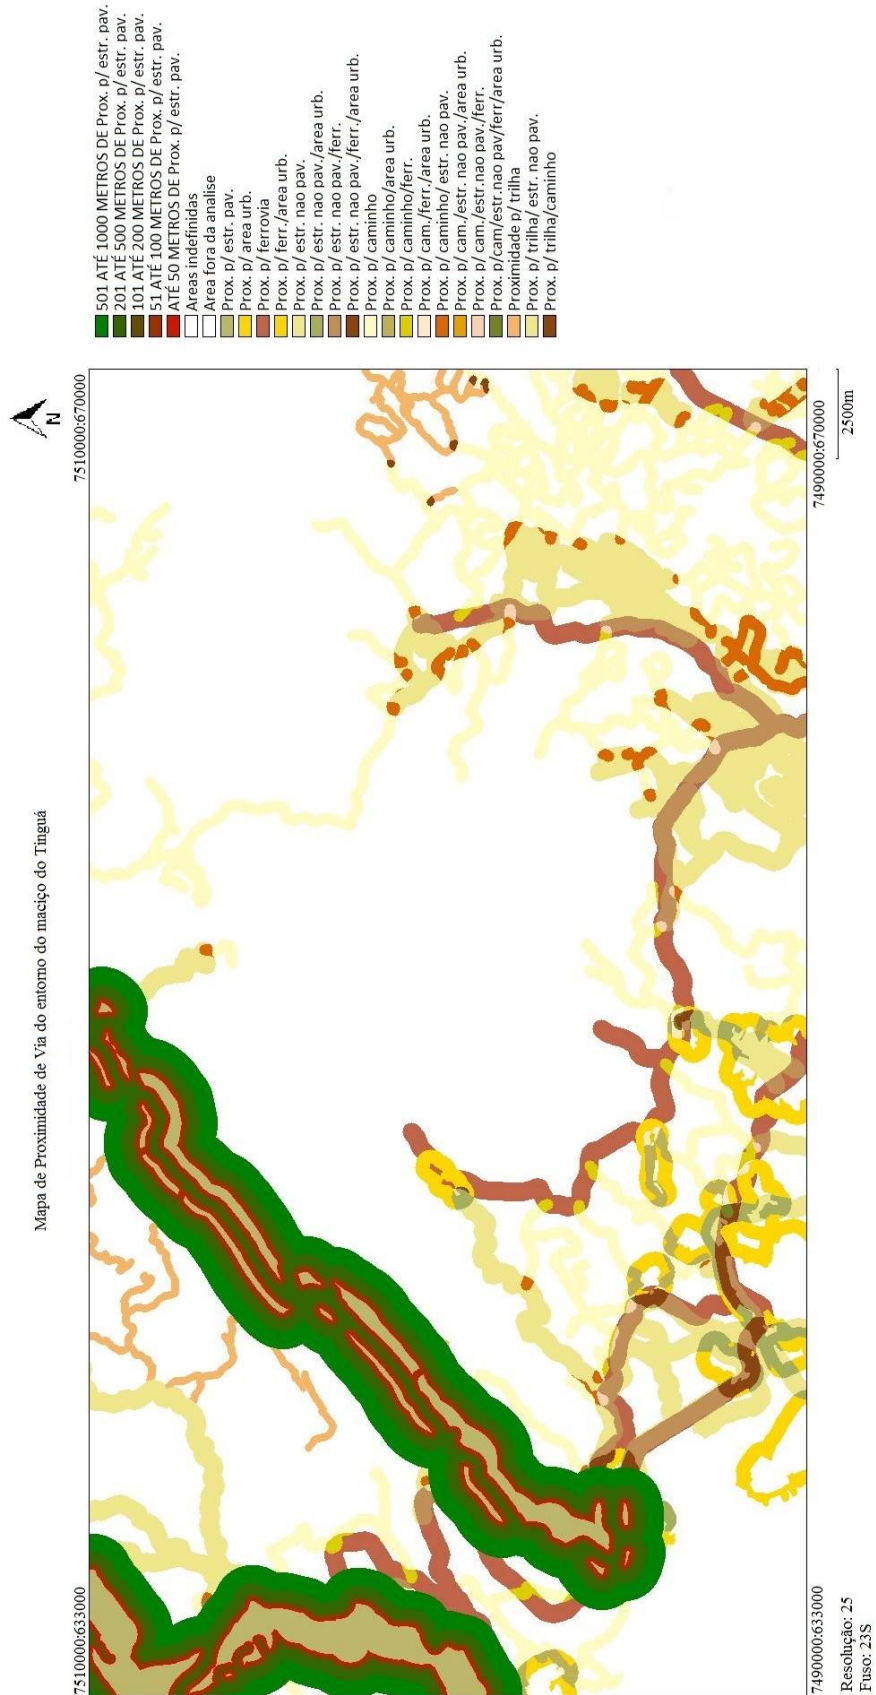 Mapa de Proximidade de Via do entorno do maciço do Tinguá
N
7510000:633000
7510000:670000
7490000:633000
7490000:670000
2500m
Resolução: 25
Fuso: 23S
501 ATÉ 1000 METROS DE Prox. p/ estr. pav.
201 ATÉ 500 METROS DE Prox. p/ estr. pav.
101 ATÉ 200 METROS DE Prox. p/ estr. pav.
51 ATÉ 100 METROS DE Prox. p/ estr. pav.
ATÉ 50 METROS DE Prox. p/ estr. pav.
Areas indefinidas
Area fora da analise
Prox. p/ estr. pav.
Prox. p/ area urb.
Prox. p/ ferrovia
Prox. p/ ferr./area urb.
Prox. p/ estr. nao pav.
Prox. p/ estr. nao pav./area urb.
Prox. p/ estr. nao pav./ferr.
Prox. p/ estr. nao pav./ferr./area urb.
Prox. p/ caminho
Prox. p/ caminho/area urb.
Prox. p/ caminho/ferr.
Prox. p/ cam./ferr./area urb.
Prox. p/ caminho/ estr. nao pav.
Prox. p/ cam./estr. nao pav./area urb.
Prox. p/ cam./estr.nao pav./ferr.
Prox. p/cam/estr.nao pav/ferr/area urb.
Proximidade p/ trilha
Prox. p/ trilha/ estr. nao pav.
Prox. p/ trilha/caminho